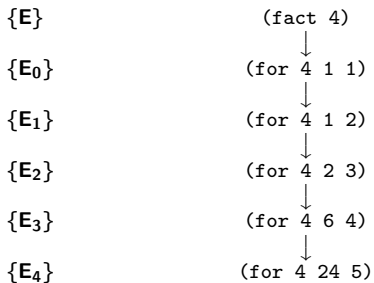 {E} (fact 4)
{E₀} (for 4 1 1)
{E₁} (for 4 1 2)
{E₂} (for 4 2 3)
{E₃} (for 4 6 4)
{E₄} (for 4 24 5)